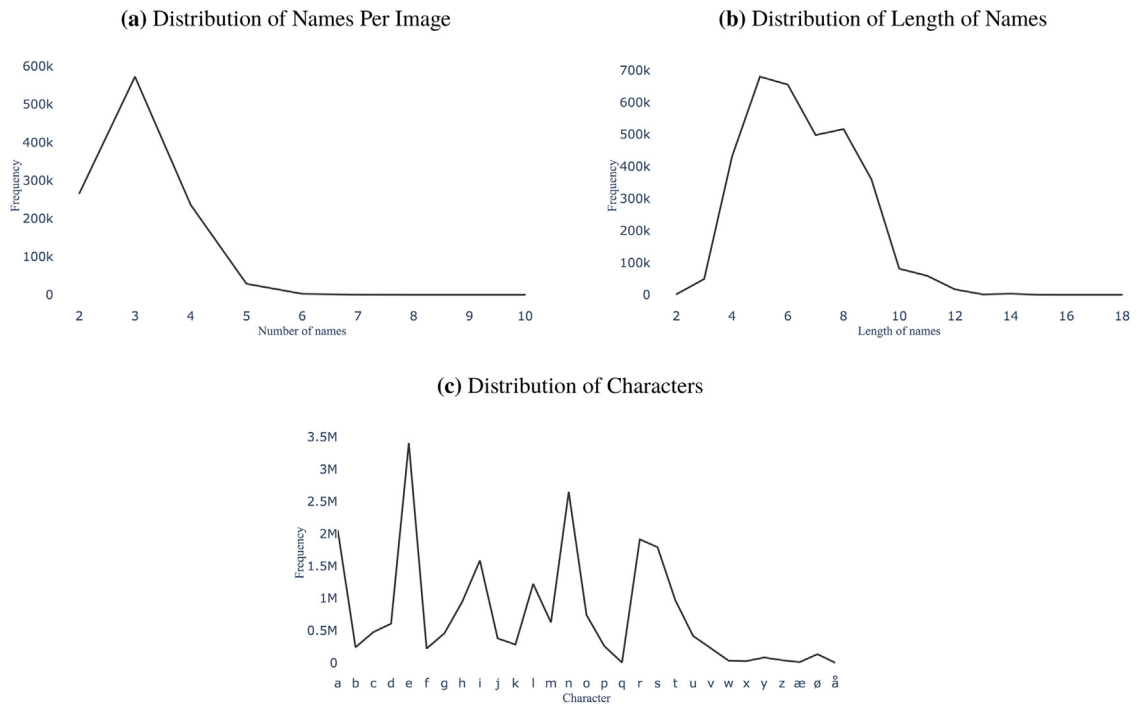 (a) Distribution of Names Per Image
600k
500k
400k
300k
200k
100k
0
Frequency
2 3 4 5 6 7 8 9 10
Number of names
(b) Distribution of Length of Names
700k
600k
500k
400k
300k
200k
100k
0
Frequency
2 4 6 8 10 12 14 16 18
Length of names
(c) Distribution of Characters
3.5M
3M
2.5M
2M
1.5M
1M
0.5M
0
Frequency
a b c d e f g h i j k l m n o p q r s t u v w x y z æ ø å
Character